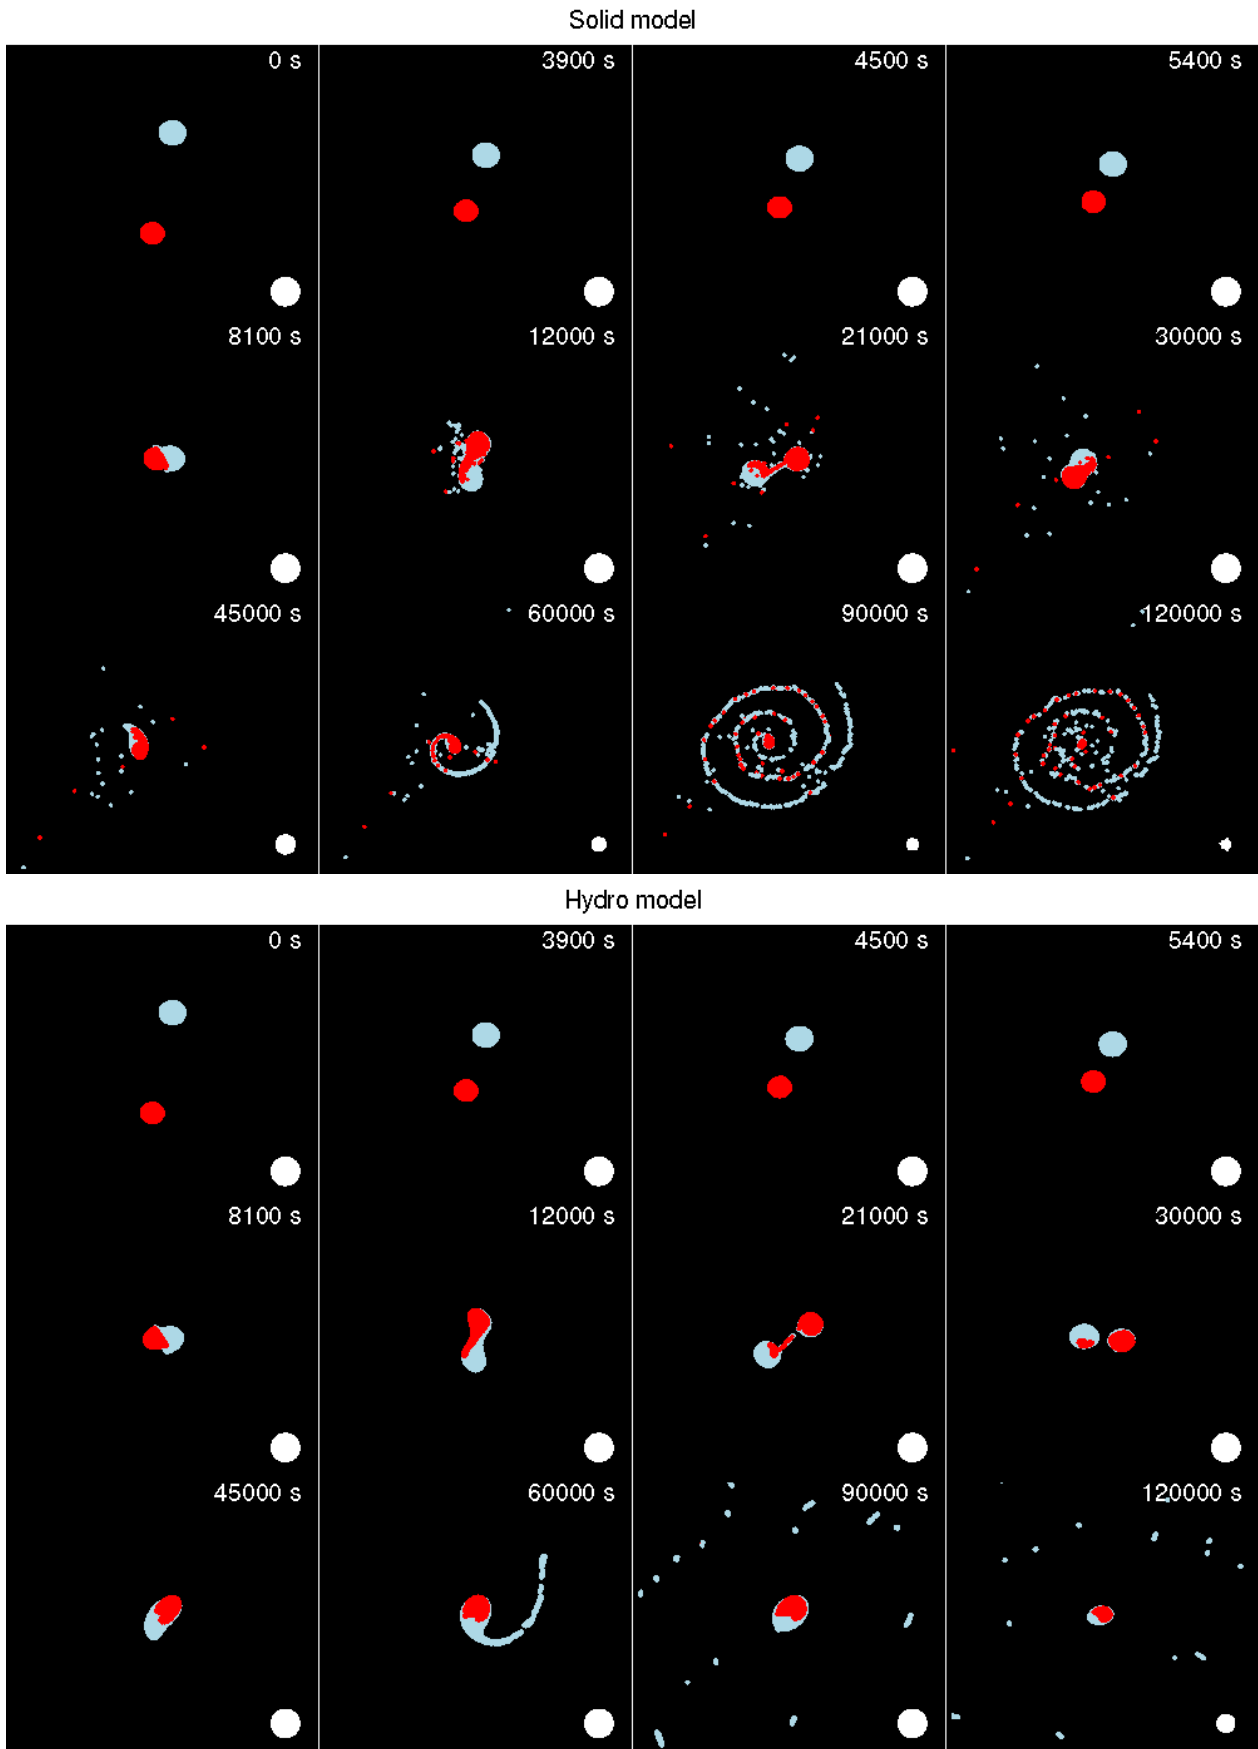 Solid model
0 s
3900 s
4500 s
5400 s
8100 s
12000 s
21000 s
30000 s
45000 s
60000 s
90000 s
120000 s
Hydro model
0 s
3900 s
4500 s
5400 s
8100 s
12000 s
21000 s
30000 s
45000 s
60000 s
90000 s
120000 s